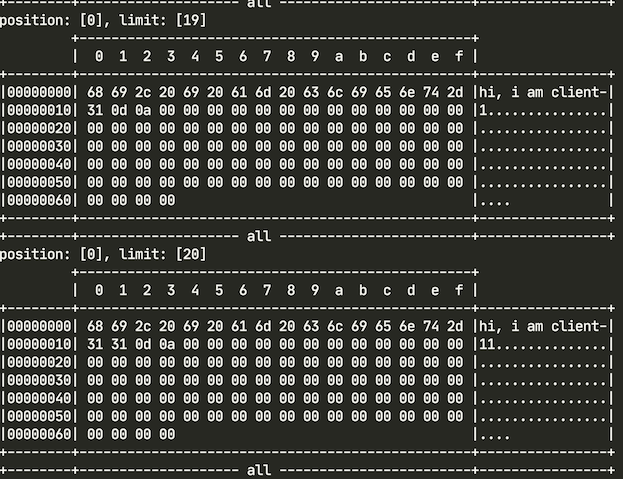 +--------+-------------------- all -----------------------+----------------+
position: [0], limit: [19]
         +-------------------------------------------------+
         |  0  1  2  3  4  5  6  7  8  9  a  b  c  d  e  f |
+--------+-------------------------------------------------+----------------+
|00000000| 68 69 2c 20 69 20 61 6d 20 63 6c 69 65 6e 74 2d |hi, i am client-|
|00000010| 31 0d 0a 00 00 00 00 00 00 00 00 00 00 00 00 00 |1...............|
|00000020| 00 00 00 00 00 00 00 00 00 00 00 00 00 00 00 00 |................|
|00000030| 00 00 00 00 00 00 00 00 00 00 00 00 00 00 00 00 |................|
|00000040| 00 00 00 00 00 00 00 00 00 00 00 00 00 00 00 00 |................|
|00000050| 00 00 00 00 00 00 00 00 00 00 00 00 00 00 00 00 |................|
|00000060| 00 00 00 00                                     |....            |
+--------+-------------------------------------------------+----------------+
+--------+-------------------- all ------------------------+----------------+
position: [0], limit: [20]
         +-------------------------------------------------+
         |  0  1  2  3  4  5  6  7  8  9  a  b  c  d  e  f |
+--------+-------------------------------------------------+----------------+
|00000000| 68 69 2c 20 69 20 61 6d 20 63 6c 69 65 6e 74 2d |hi, i am client-|
|00000010| 31 31 0d 0a 00 00 00 00 00 00 00 00 00 00 00 00 |11..............|
|00000020| 00 00 00 00 00 00 00 00 00 00 00 00 00 00 00 00 |................|
|00000030| 00 00 00 00 00 00 00 00 00 00 00 00 00 00 00 00 |................|
|00000040| 00 00 00 00 00 00 00 00 00 00 00 00 00 00 00 00 |................|
|00000050| 00 00 00 00 00 00 00 00 00 00 00 00 00 00 00 00 |................|
|00000060| 00 00 00 00                                     |....            |
+--------+-------------------------------------------------+----------------+
+--------+-------------------- all ------------------------+----------------+